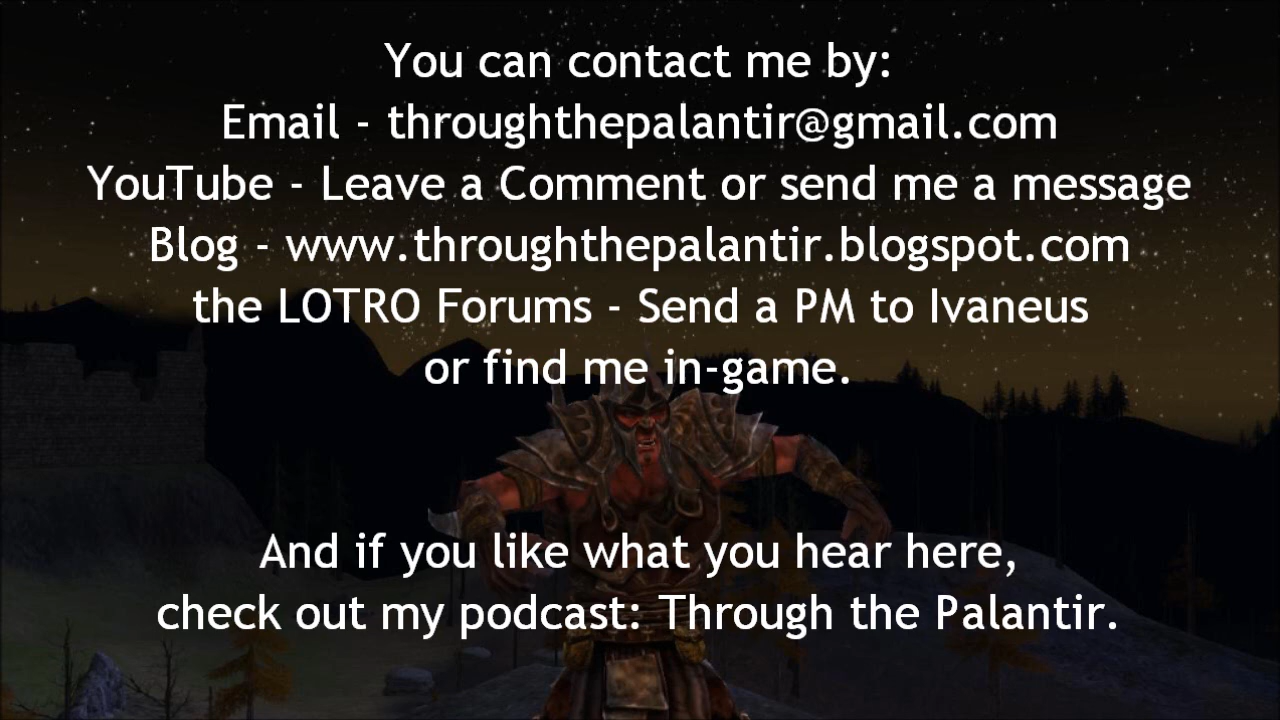 You can contact me by:
Email - throughthepalantir@gmail.com
YouTube - Leave a Comment or send me a message
Blog - www.throughthepalantir.blogspot.com
the LOTRO Forums - Send a PM to Ivaneus
or find me in-game.
And if you like what you hear here,
check out my podcast: Through the Palantir.